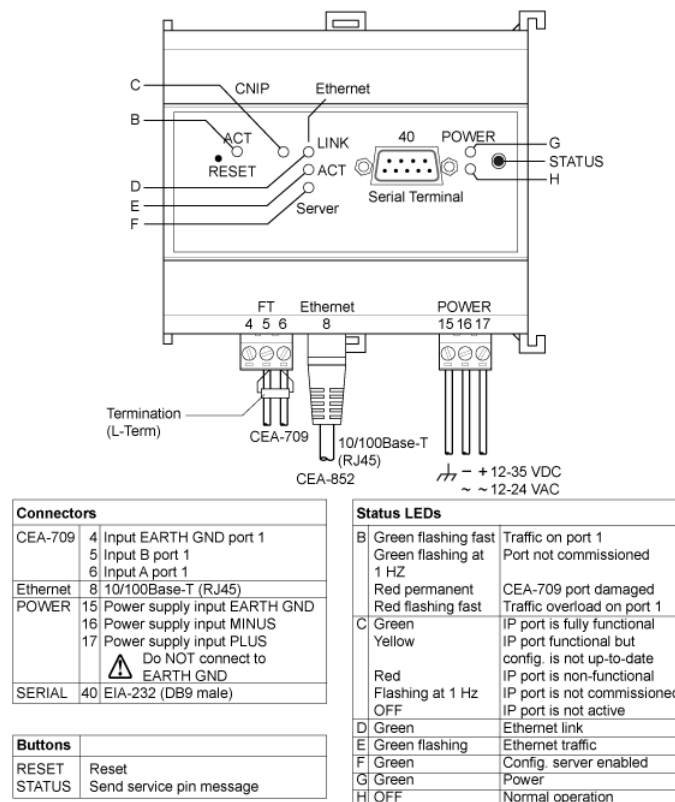 C
CNIP
Ethernet
B
ACT
LINK
40
POWER
G
RESET
STATUS
D
ACT
H
E
Serial Terminal
F
Server
FT
Ethernet
POWER
4 5 6
8
15 16 17
Termination
(L-Term)
CEA-709
10/100Base-T
(RJ45)
CEA-852
− + 12-35 VDC
~ ~ 12-24 VAC
Connectors
CEA-709 4 Input EARTH GND port 1
5 Input B port 1
6 Input A port 1
Ethernet 8 10/100Base-T (RJ45)
POWER 15 Power supply input EARTH GND
16 Power supply input MINUS
17 Power supply input PLUS
Do NOT connect to
EARTH GND
SERIAL 40 EIA-232 (DB9 male)
Buttons
RESET Reset
STATUS Send service pin message
Status LEDs
B Green flashing fast Traffic on port 1
Green flashing at Port not commissioned
1 HZ
Red permanent CEA-709 port damaged
Red flashing fast Traffic overload on port 1
C Green IP port is fully functional
Yellow IP port functional but
config. is not up-to-date
Red IP port is non-functional
Flashing at 1 Hz IP port is not commissioned
OFF IP port is not active
D Green Ethernet link
E Green flashing Ethernet traffic
F Green Config. server enabled
G Green Power
H OFF Normal operation